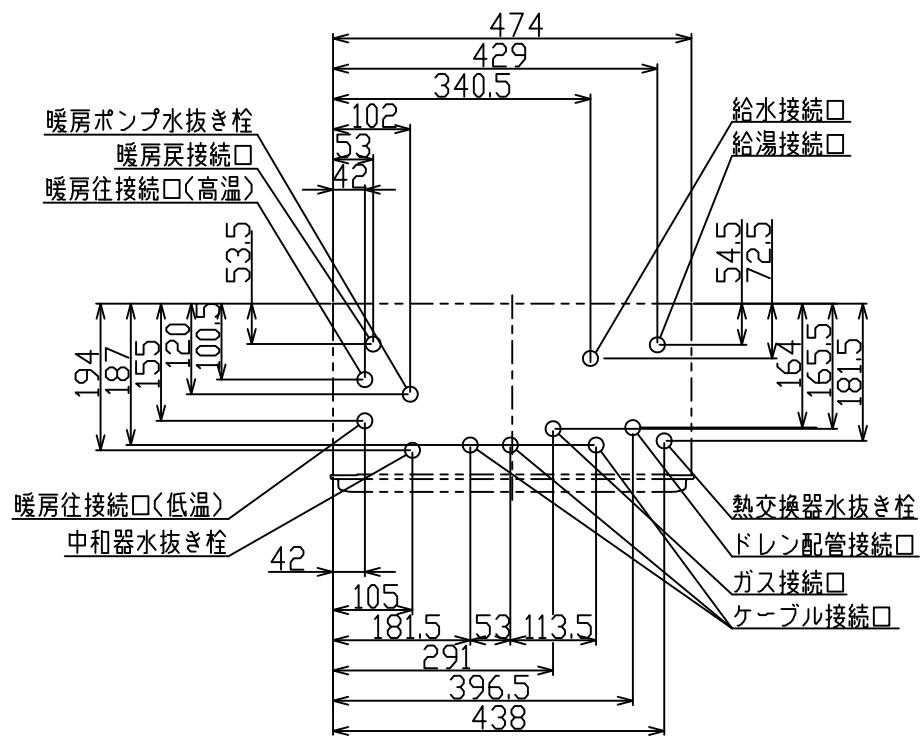 474
429
340.5
102
53
42
暖房ポンプ水抜き栓
暖房戻接続口
暖房往接続口(高温)
給水接続口
給湯接続口
53.5
54.5
72.5
194
187
155
120
100.5
164
165.5
181.5
暖房往接続口(低温)
中和器水抜き栓
熱交換器水抜き栓
ドレン配管接続口
ガス接続口
ケーブル接続口
42
105
181.5
53
113.5
291
396.5
438